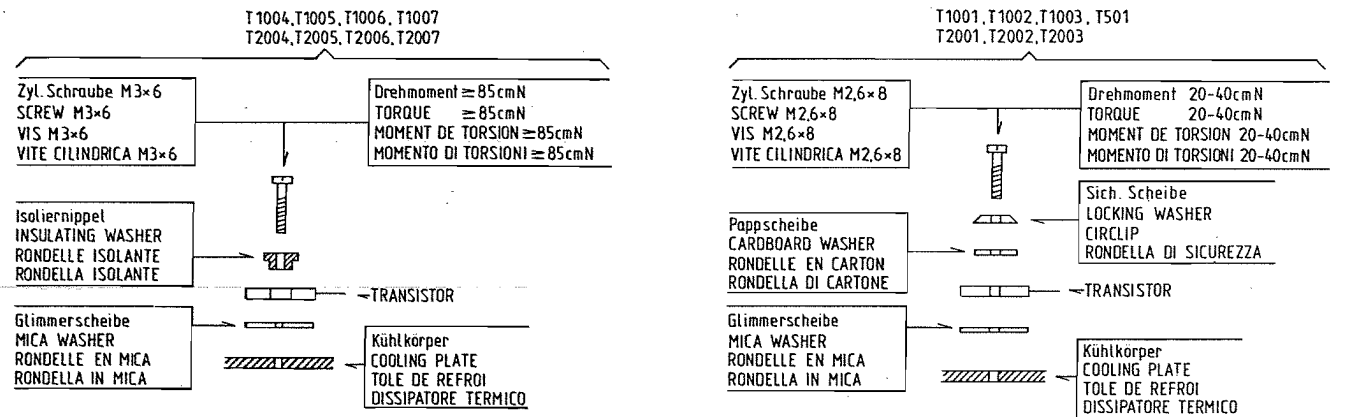 T1004,T1005,T1006,T1007
T2004,T2005,T2006,T2007
Zyl. Schraube M3×6
SCREW M3×6
VIS M3×6
VITE CILINDRICA M3×6
Drehmoment ≥85cmN
TORQUE ≥85cmN
MOMENT DE TORSION ≥85cmN
MOMENTO DI TORSIONI ≥85cmN
Isoliernippel
INSULATING WASHER
RONDELLE ISOLANTE
RONDELLA ISOLANTE
TRANSISTOR
Glimmerscheibe
MICA WASHER
RONDELLE EN MICA
RONDELLA IN MICA
Kühlkörper
COOLING PLATE
TOLE DE REFROI
DISSIPATORE TERMICO
T1001,T1002,T1003, T501
T2001,T2002,T2003
Zyl. Schraube M2,6×8
SCREW M2,6×8
VIS M2,6×8
VITE CILINDRICA M2,6×8
Drehmoment 20-40cmN
TORQUE 20-40cmN
MOMENT DE TORSION 20-40cmN
MOMENTO DI TORSIONI 20-40cmN
Sich. Scheibe
LOCKING WASHER
CIRCLIP
RONDELLA DI SICUREZZA
Pappscheibe
CARDBOARD WASHER
RONDELLE EN CARTON
RONDELLA DI CARTONE
TRANSISTOR
Glimmerscheibe
MICA WASHER
RONDELLE EN MICA
RONDELLA IN MICA
Kühlkörper
COOLING PLATE
TOLE DE REFROI
DISSIPATORE TERMICO